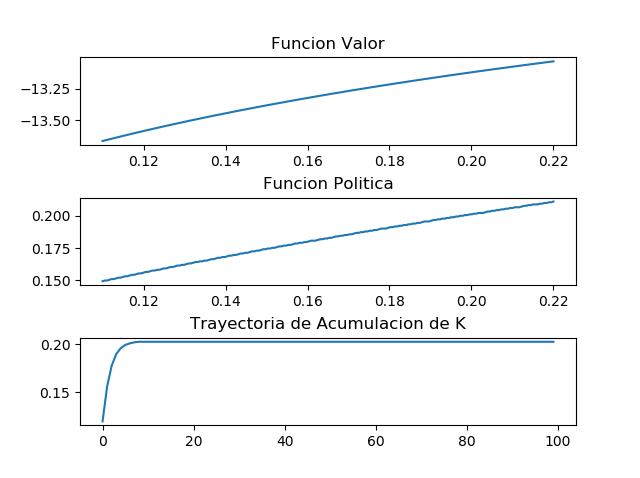 Funcion Valor
−13.25
−13.50
0.12 0.14 0.16 0.18 0.20 0.22
Funcion Politica
0.200
0.175
0.150
0.12 0.14 0.16 0.18 0.20 0.22
Trayectoria de Acumulacion de K
0.20
0.15
0 20 40 60 80 100